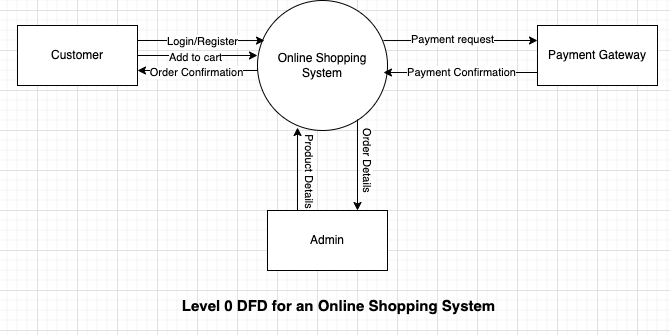 Customer
Login/Register
Add to cart
Order Confirmation
Online Shopping
System
Payment request
Payment Confirmation
Payment Gateway
Product Details
Order Details
Admin
Level 0 DFD for an Online Shopping System